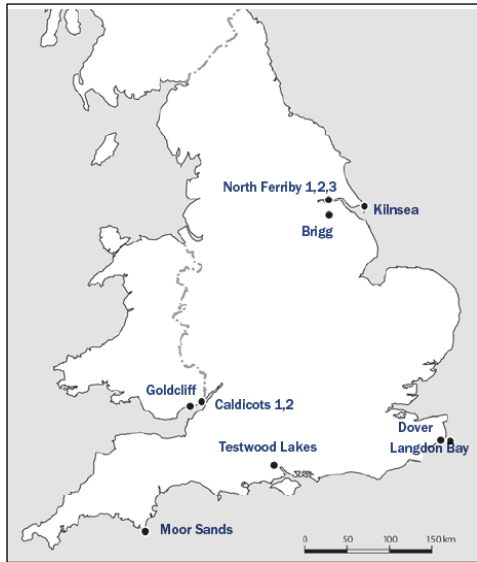 North Ferriby 1,2,3
Kilnsea
Brigg
Goldcliff
Caldicots 1,2
Dover
Langdon Bay
Testwood Lakes
Moor Sands
0 50 100 150 km